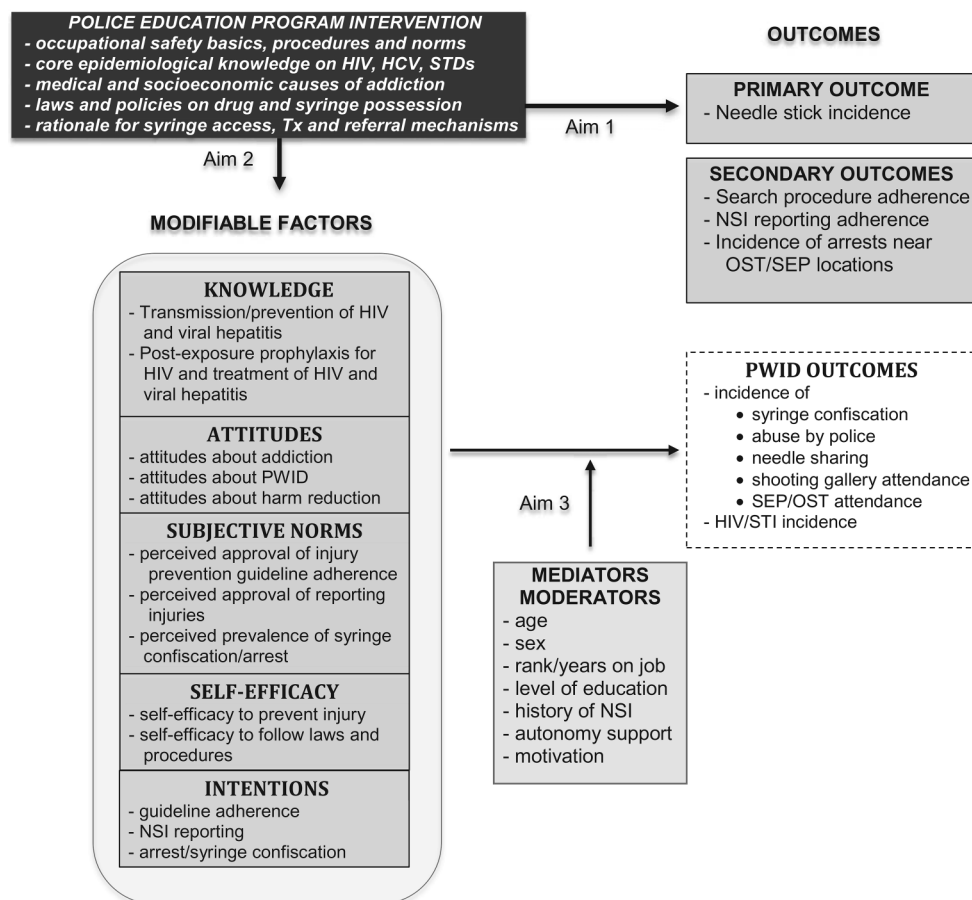 POLICE EDUCATION PROGRAM INTERVENTION
- occupational safety basics, procedures and norms
- core epidemiological knowledge on HIV, HCV, STDs
- medical and socioeconomic causes of addiction
- laws and policies on drug and syringe possession
- rationale for syringe access, Tx and referral mechanisms
Aim 1
Aim 2
OUTCOMES
PRIMARY OUTCOME
- Needle stick incidence
SECONDARY OUTCOMES
- Search procedure adherence
- NSI reporting adherence
- Incidence of arrests near
OST/SEP locations
MODIFIABLE FACTORS
KNOWLEDGE
- Transmission/prevention of HIV
and viral hepatitis
- Post-exposure prophylaxis for
HIV and treatment of HIV and
viral hepatitis
ATTITUDES
- attitudes about addiction
- attitudes about PWID
- attitudes about harm reduction
SUBJECTIVE NORMS
- perceived approval of injury
prevention guideline adherence
- perceived approval of reporting
injuries
- perceived prevalence of syringe
confiscation/arrest
SELF-EFFICACY
- self-efficacy to prevent injury
- self-efficacy to follow laws and
procedures
INTENTIONS
- guideline adherence
- NSI reporting
- arrest/syringe confiscation
Aim 3
PWID OUTCOMES
- incidence of
• syringe confiscation
• abuse by police
• needle sharing
• shooting gallery attendance
• SEP/OST attendance
- HIV/STI incidence
MEDIATORS
MODERATORS
- age
- sex
- rank/years on job
- level of education
- history of NSI
- autonomy support
- motivation